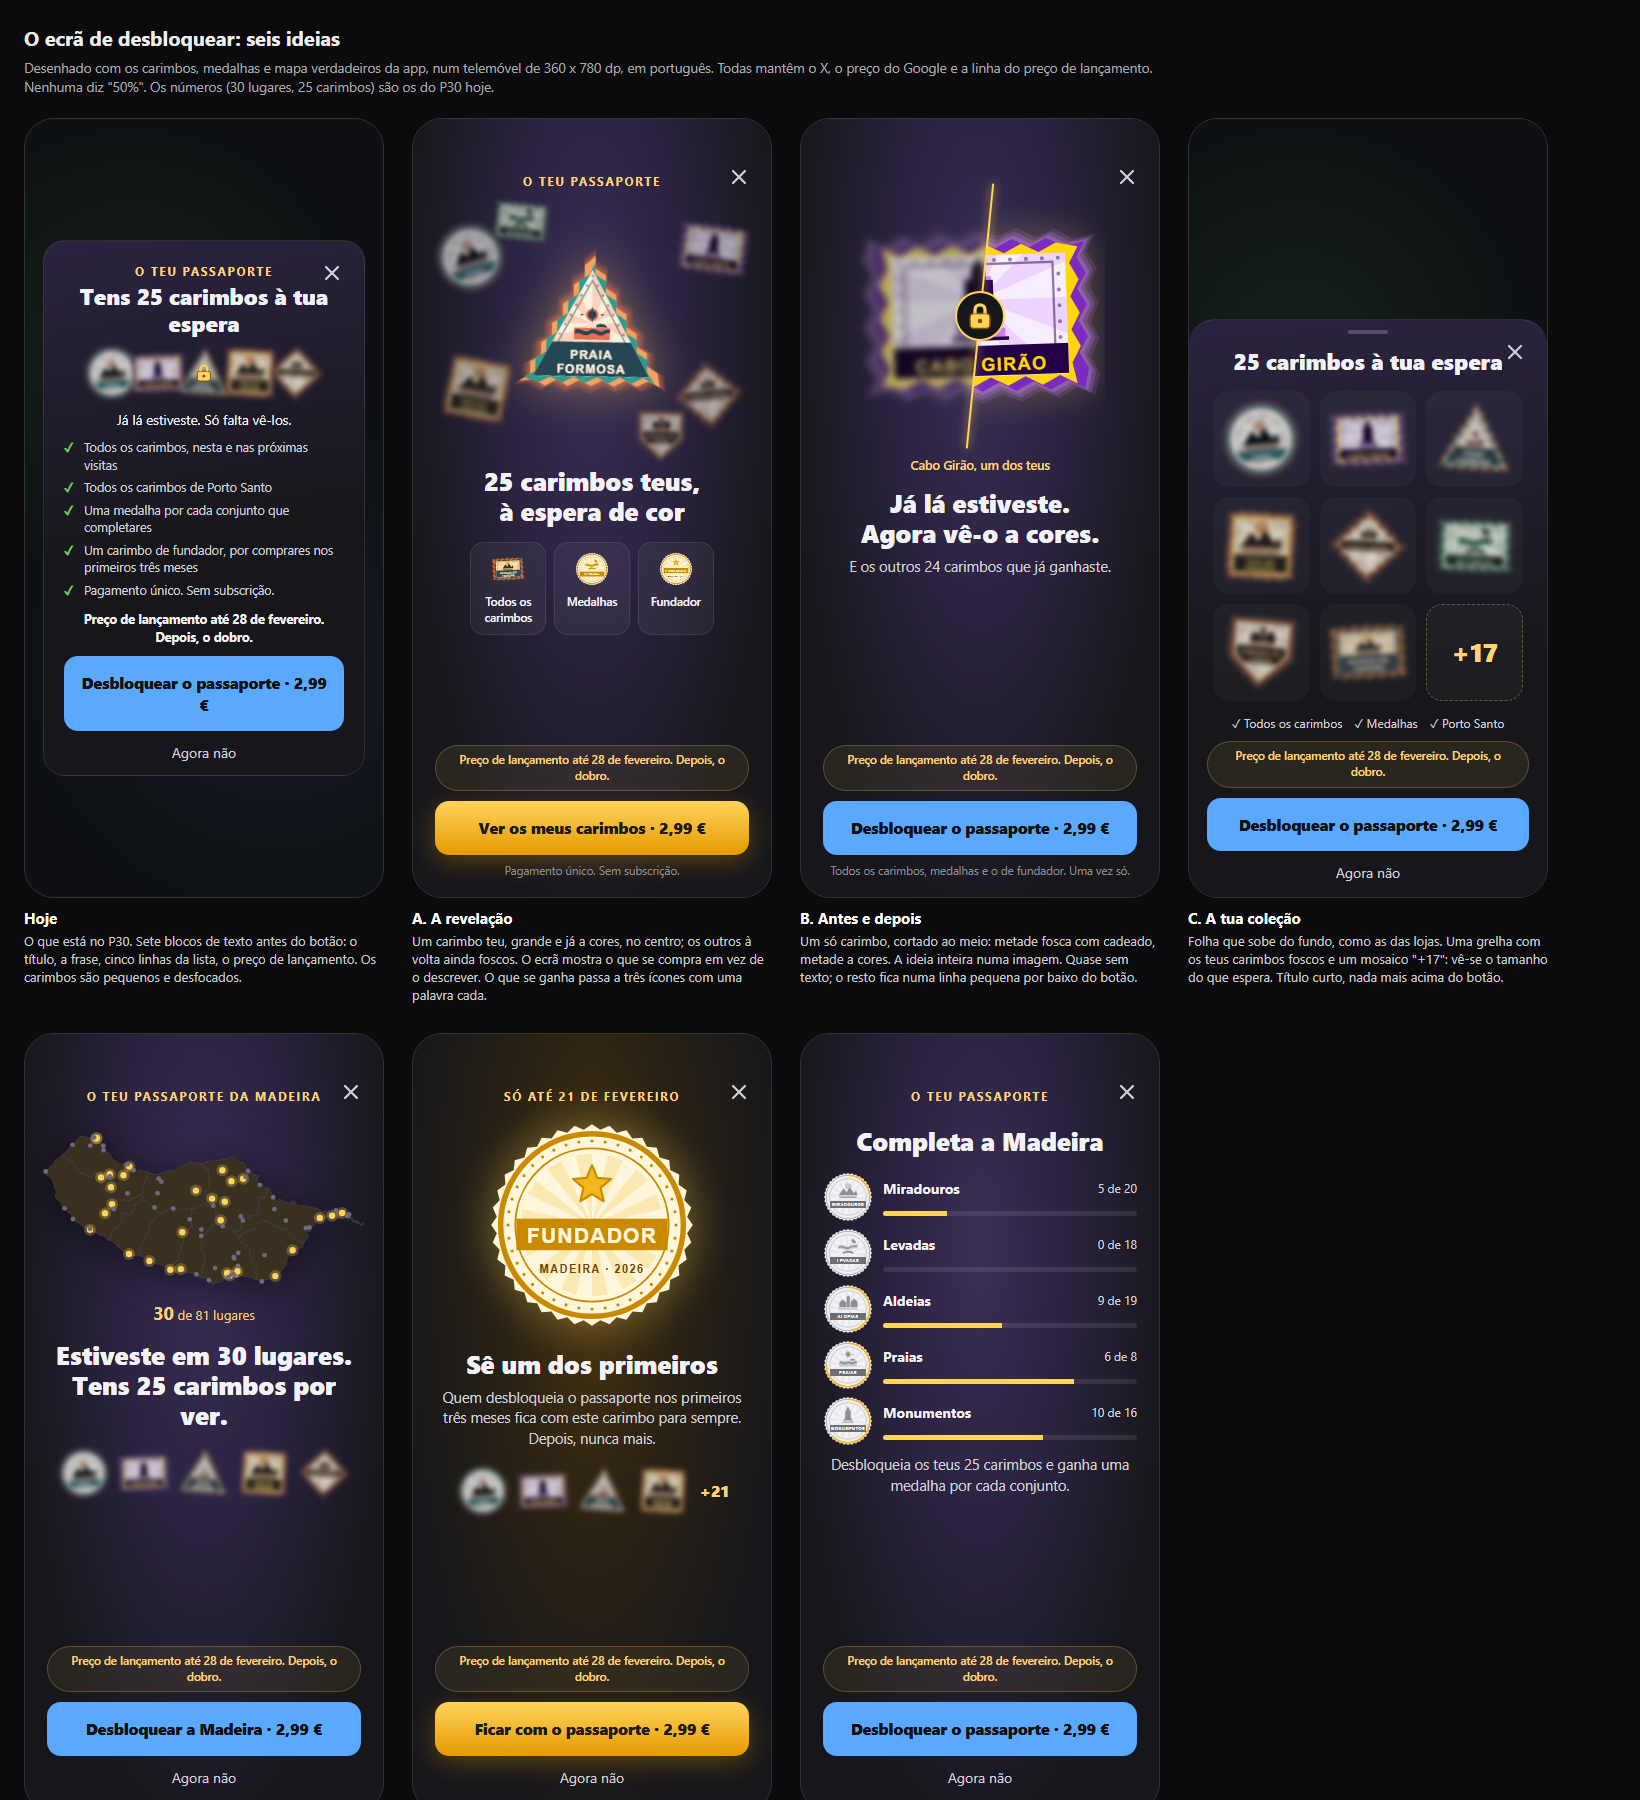 O ecrã de desbloquear: seis ideias
Desenhado com os carimbos, medalhas e mapa verdadeiros da app, num telemóvel de 360 x 780 dp, em português. Todas mantêm o X, o preço do Google e a linha do preço de lançamento.
Nenhuma diz "50%". Os números (30 lugares, 25 carimbos) são os do P30 hoje.
O TEU PASSAPORTE
Tens 25 carimbos à tua
espera
Já lá estiveste. Só falta vê-los.
✓ Todos os carimbos, nesta e nas próximas
visitas
✓ Todos os carimbos de Porto Santo
✓ Uma medalha por cada conjunto que
completares
✓ Um carimbo de fundador, por comprares nos
primeiros três meses
✓ Pagamento único. Sem subscrição.
Preço de lançamento até 28 de fevereiro.
Depois, o dobro.
Desbloquear o passaporte · 2,99
€
Agora não
Hoje
O que está no P30. Sete blocos de texto antes do botão: o
título, a frase, cinco linhas da lista, o preço de lançamento. Os
carimbos são pequenos e desfocados.
O TEU PASSAPORTE
PRAIA
FORMOSA
25 carimbos teus,
à espera de cor
Todos os
carimbos
Medalhas
Fundador
Preço de lançamento até 28 de fevereiro. Depois, o
dobro.
Ver os meus carimbos · 2,99 €
Pagamento único. Sem subscrição.
A. A revelação
Um carimbo teu, grande e já a cores, no centro; os outros à
volta ainda foscos. O ecrã mostra o que se compra em vez de
o descrever. O que se ganha passa a três ícones com uma
palavra cada.
CABO GIRÃO
Cabo Girão, um dos teus
Já lá estiveste.
Agora vê-o a cores.
E os outros 24 carimbos que já ganhaste.
Preço de lançamento até 28 de fevereiro. Depois, o
dobro.
Desbloquear o passaporte · 2,99 €
Todos os carimbos, medalhas e o de fundador. Uma vez só.
B. Antes e depois
Um só carimbo, cortado ao meio: metade fosca com cadeado,
metade a cores. A ideia inteira numa imagem. Quase sem
texto; o resto fica numa linha pequena por baixo do botão.
25 carimbos à tua espera
+17
✓ Todos os carimbos ✓ Medalhas ✓ Porto Santo
Preço de lançamento até 28 de fevereiro. Depois, o
dobro.
Desbloquear o passaporte · 2,99 €
Agora não
C. A tua coleção
Folha que sobe do fundo, como as das lojas. Uma grelha com
os teus carimbos foscos e um mosaico "+17": vê-se o tamanho
do que espera. Título curto, nada mais acima do botão.
O TEU PASSAPORTE DA MADEIRA
30 de 81 lugares
Estiveste em 30 lugares.
Tens 25 carimbos por
ver.
Preço de lançamento até 28 de fevereiro. Depois, o
dobro.
Desbloquear a Madeira · 2,99 €
Agora não
SÓ ATÉ 21 DE FEVEREIRO
FUNDADOR
MADEIRA · 2026
Sê um dos primeiros
Quem desbloqueia o passaporte nos primeiros
três meses fica com este carimbo para sempre.
Depois, nunca mais.
+21
Preço de lançamento até 28 de fevereiro. Depois, o
dobro.
Ficar com o passaporte · 2,99 €
Agora não
O TEU PASSAPORTE
Completa a Madeira
Miradouros 5 de 20
Levadas 0 de 18
Aldeias 9 de 19
Praias 6 de 8
Monumentos 10 de 16
Desbloqueia os teus 25 carimbos e ganha uma
medalha por cada conjunto.
Preço de lançamento até 28 de fevereiro. Depois, o
dobro.
Desbloquear o passaporte · 2,99 €
Agora não